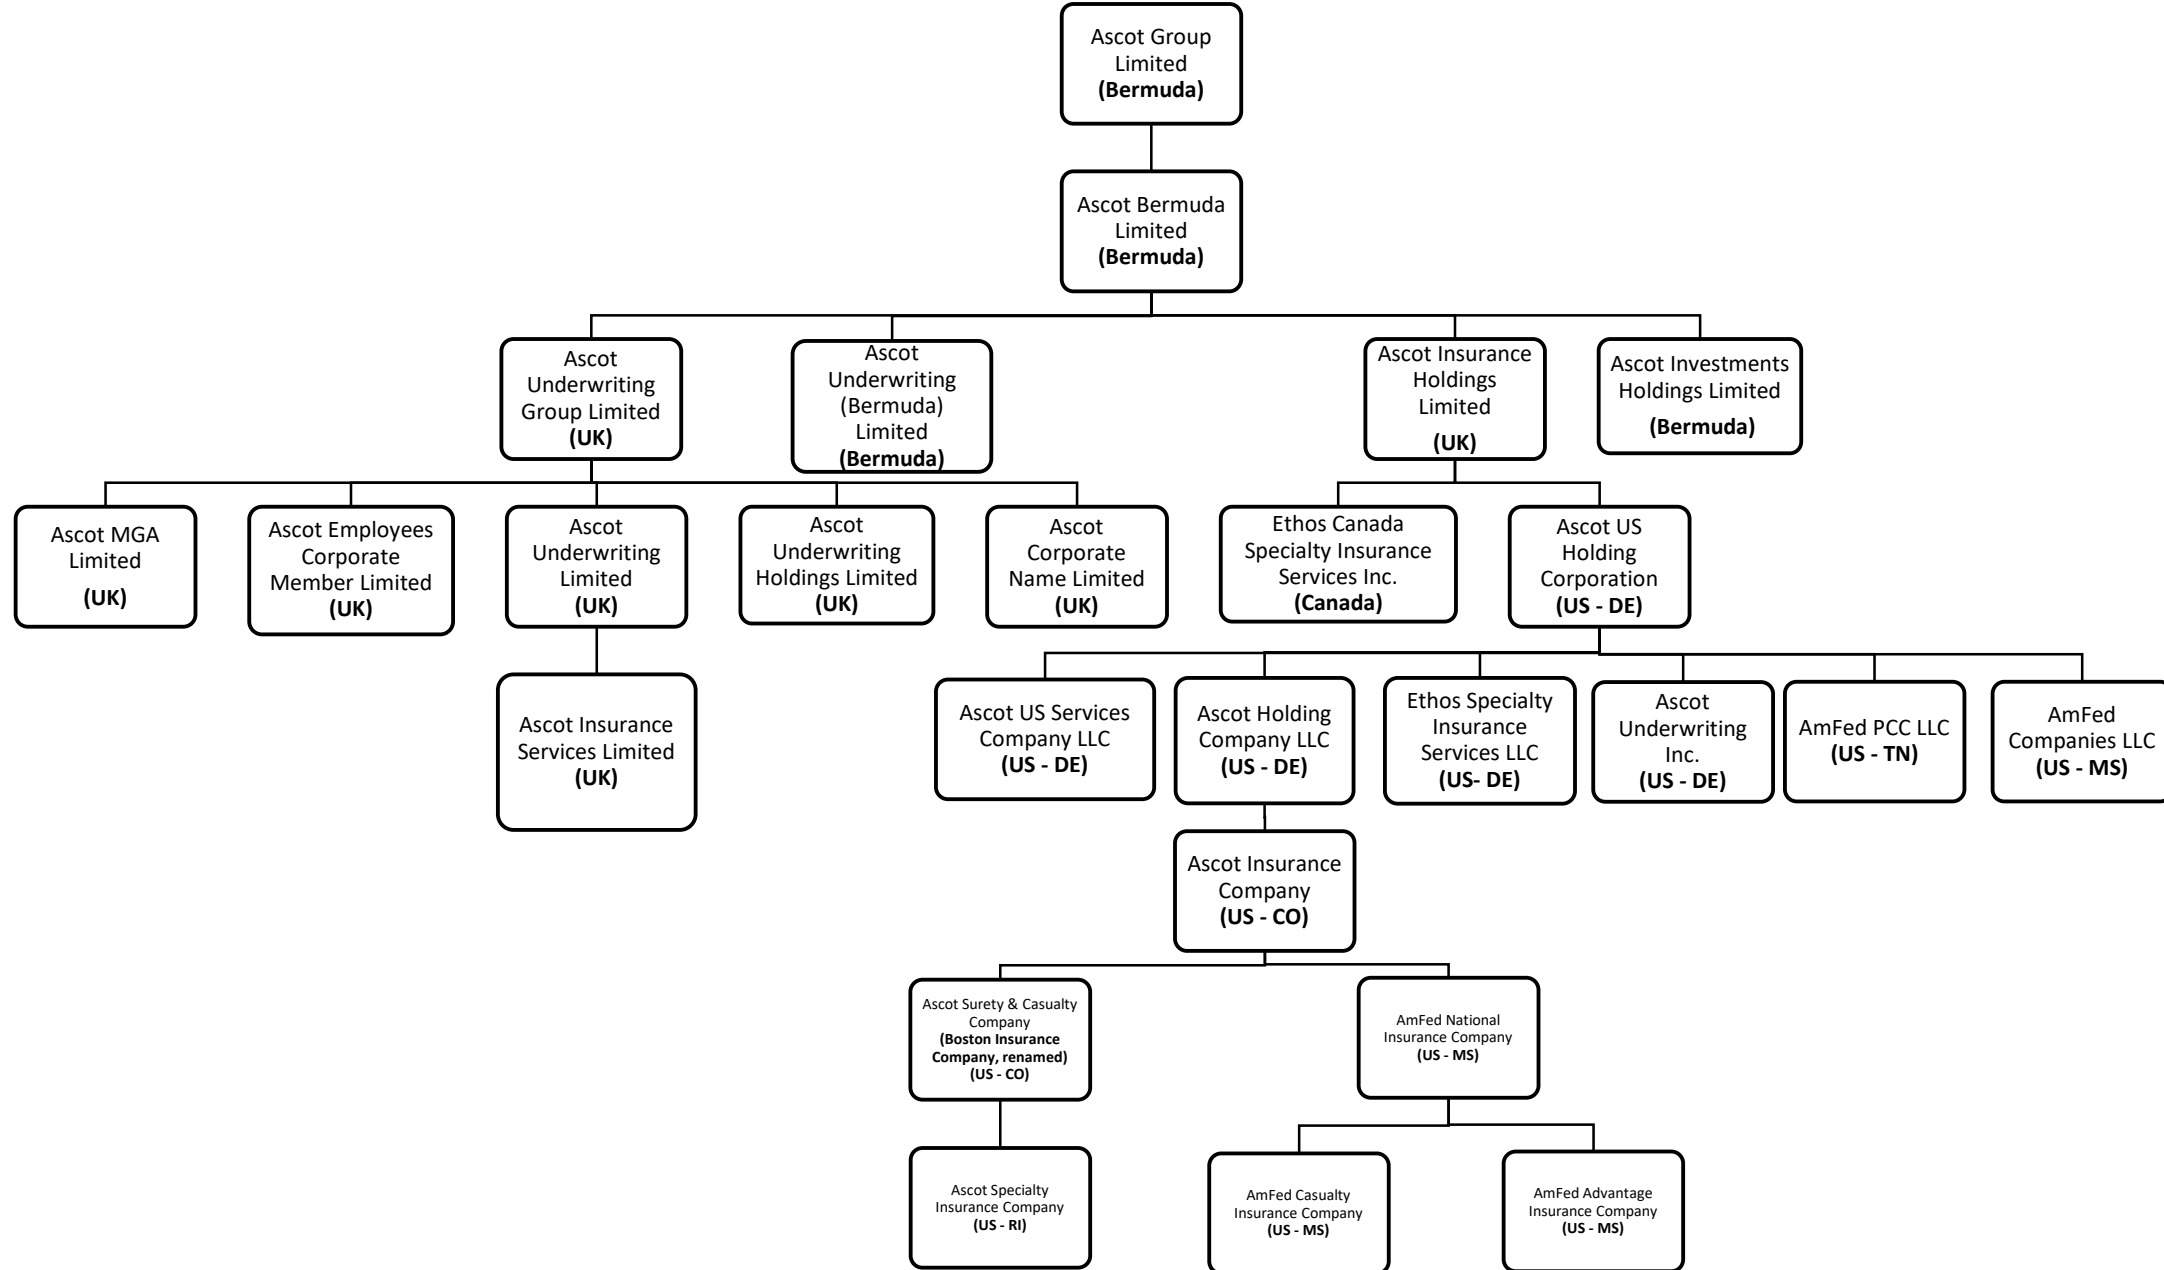 Ascot Group
Limited
(Bermuda)
Ascot Bermuda
Limited
(Bermuda)
Ascot
Underwriting
Group Limited
(UK)
Ascot
Underwriting
(Bermuda)
Limited
(Bermuda)
Ascot Insurance
Holdings
Limited
(UK)
Ascot Investments
Holdings Limited
(Bermuda)
Ascot MGA
Limited
(UK)
Ascot Employees
Corporate
Member Limited
(UK)
Ascot
Underwriting
Limited
(UK)
Ascot
Underwriting
Holdings Limited
(UK)
Ascot
Corporate
Name Limited
(UK)
Ethos Canada
Specialty Insurance
Services Inc.
(Canada)
Ascot US
Holding
Corporation
(US - DE)
Ascot Insurance
Services Limited
(UK)
Ascot US Services
Company LLC
(US - DE)
Ascot Holding
Company LLC
(US - DE)
Ethos Specialty
Insurance
Services LLC
(US- DE)
Ascot
Underwriting
Inc.
(US - DE)
AmFed PCC LLC
(US - TN)
AmFed
Companies LLC
(US - MS)
Ascot Insurance
Company
(US - CO)
Ascot Surety & Casualty
Company
(Boston Insurance
Company, renamed)
(US - CO)
AmFed National
Insurance Company
(US - MS)
Ascot Specialty
Insurance Company
(US - RI)
AmFed Casualty
Insurance Company
(US - MS)
AmFed Advantage
Insurance Company
(US - MS)